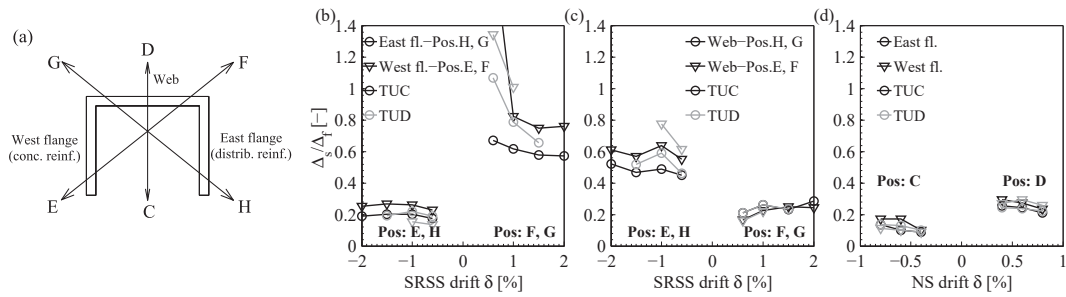 (a)
G
D
F
Web
West flange
(conc. reinf.)
East flange
(distrib. reinf.)
E
C
H
(b)
Δs/Δf [−]
1.4
1.2
1
0.8
0.6
0.4
0.2
0
East fl.−Pos.H, G
West fl.−Pos.E, F
TUC
TUD
Pos: E, H
Pos: F, G
−2
−1
0
1
2
SRSS drift δ [%]
(c)
1.4
1.2
1
0.8
0.6
0.4
0.2
0
Web−Pos.H, G
Web−Pos.E, F
TUC
TUD
Pos: E, H
Pos: F, G
−2
−1
0
1
2
SRSS drift δ [%]
(d)
1.4
1.2
1
0.8
0.6
0.4
0.2
0
East fl.
West fl.
TUC
TUD
Pos: C
Pos: D
−1
−0.5
0
0.5
1
NS drift δ [%]